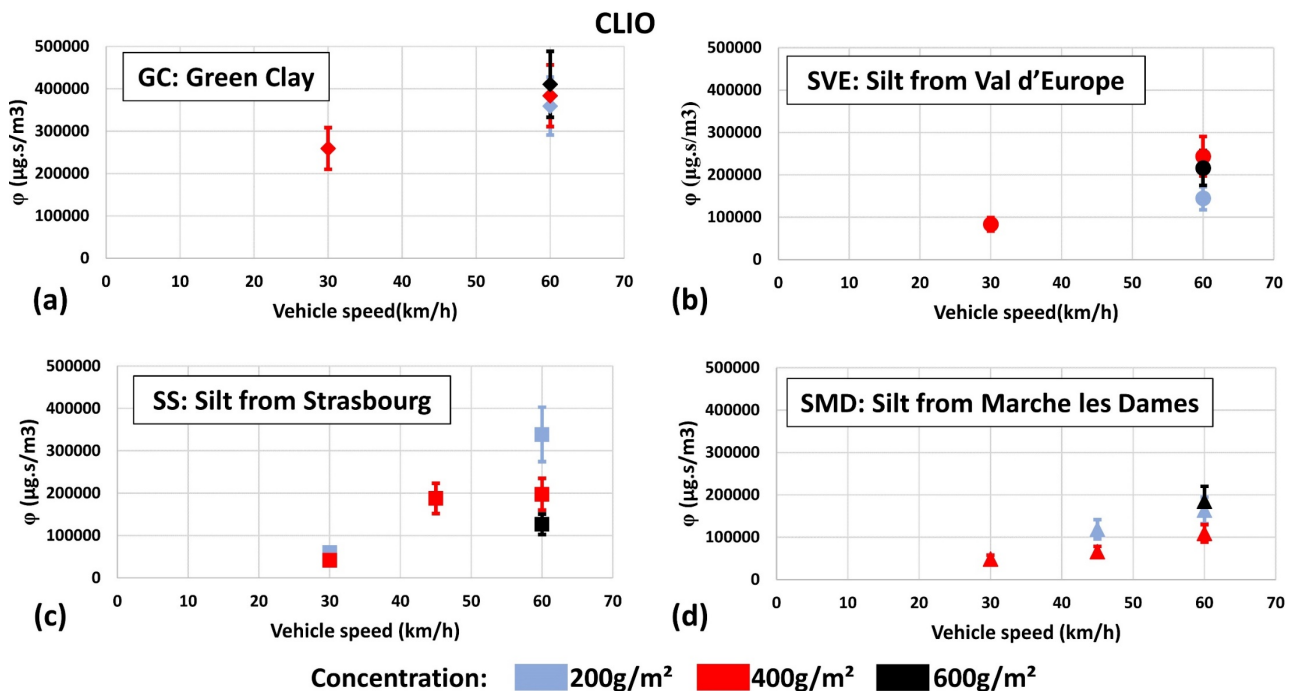 CLIO
GC: Green Clay
φ (µg.s/m3)
500000
400000
300000
200000
100000
0
0 10 20 30 40 50 60 70
Vehicle speed(km/h)
(a)
SVE: Silt from Val d'Europe
φ (µg.s/m3)
500000
400000
300000
200000
100000
0
0 10 20 30 40 50 60 70
Vehicle speed(km/h)
(b)
SS: Silt from Strasbourg
φ (µg.s/m3)
500000
400000
300000
200000
100000
0
0 10 20 30 40 50 60 70
Vehicle speed (km/h)
(c)
SMD: Silt from Marche les Dames
φ (µg.s/m3)
500000
400000
300000
200000
100000
0
0 10 20 30 40 50 60 70
Vehicle speed (km/h)
(d)
Concentration: 200g/m² 400g/m² 600g/m²